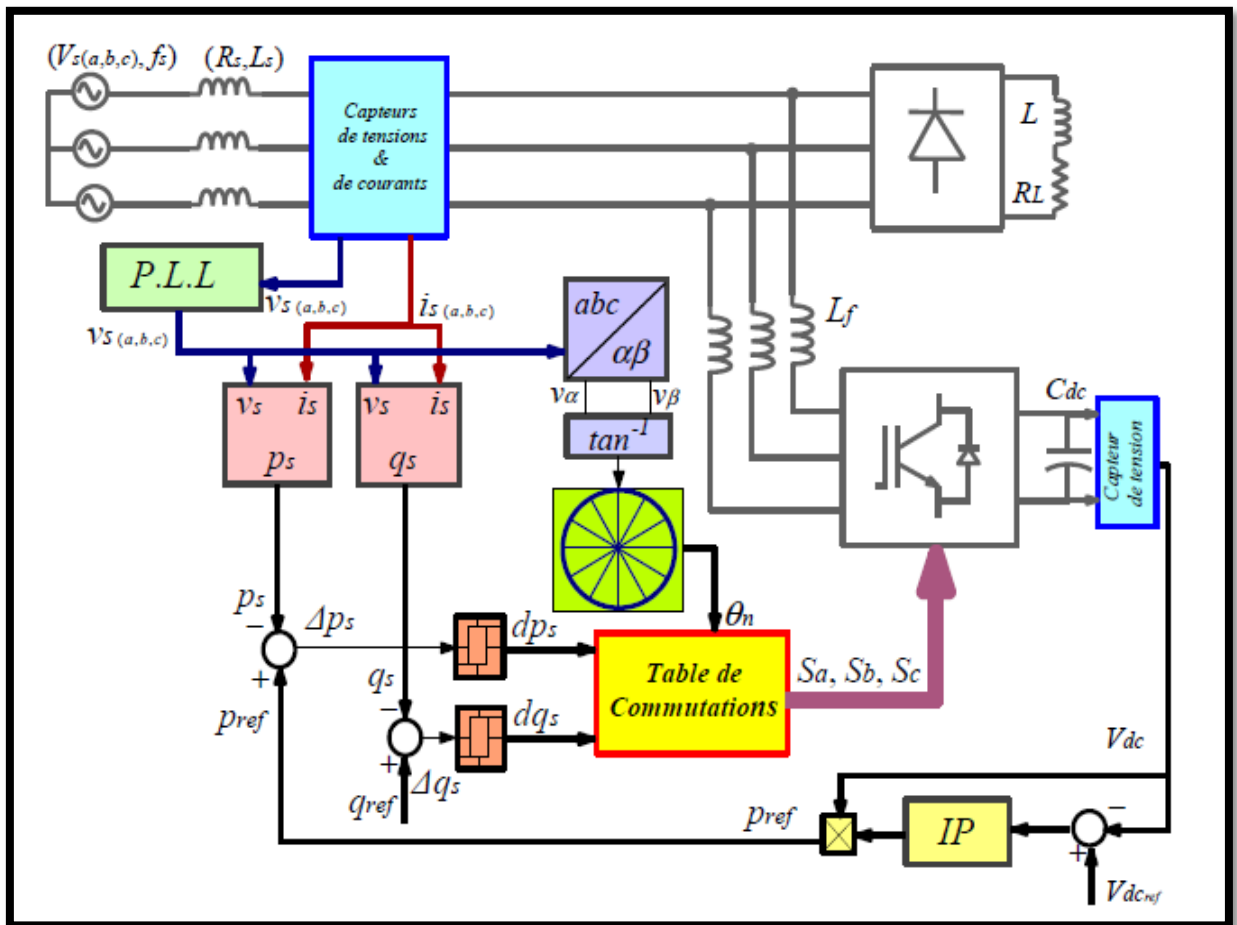 (Vs(a,b,c), fs)
(Rs,Ls)
Capteurs
de tensions
&
de courants
L
RL
P.L.L
vs (a,b,c)
is (a,b,c)
vs (a,b,c)
abc
αβ
Lf
vα
vβ
tan⁻¹
vs is
ps
vs is
qs
Cdc
Capteur
de tension
ps
−
Δps
+
pref
dps
θn
Table de
Commutations
Sa, Sb, Sc
qs
−
+
Δqs
qref
dqs
Vdc
pref
IP
−
+
Vdcref